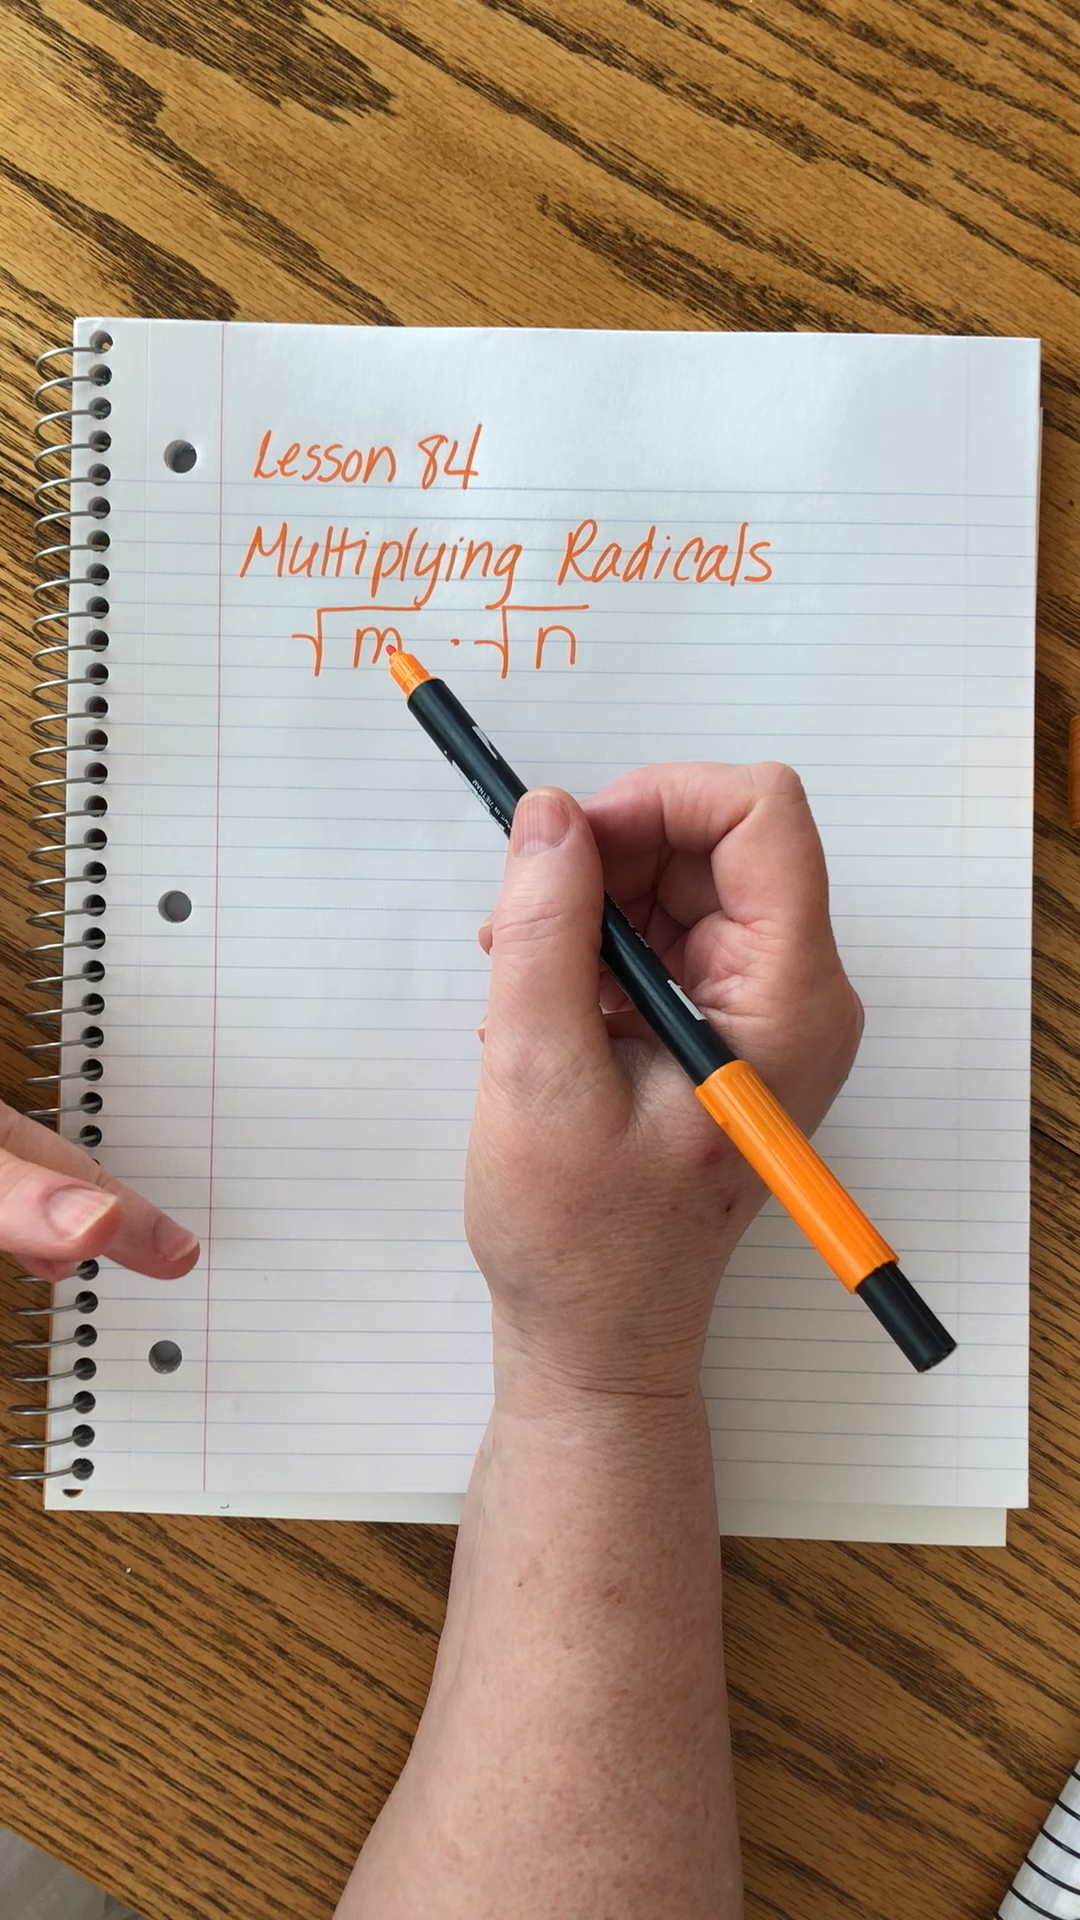 Lesson 84
Multiplying Radicals
√m · √n